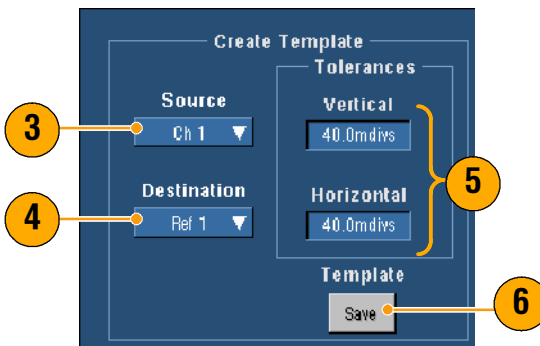 Create Template
Tolerances
Source
Vertical
3
Ch 1
40.0mdivs
5
Destination
Horizontal
4
Ref 1
40.0mdivs
Template
6
Save